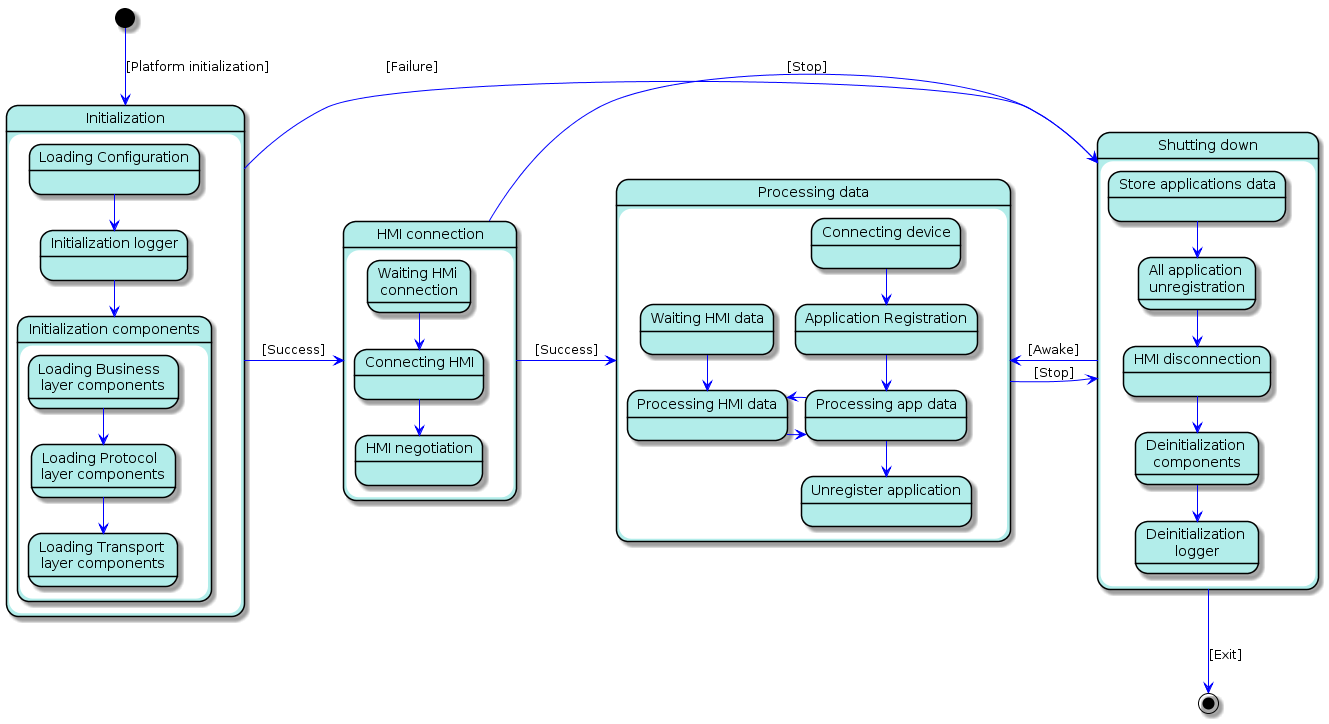 [Platform initialization]
[Failure]
[Stop]
Initialization
Loading Configuration
Initialization logger
Initialization components
Loading Business
layer components
Loading Protocol
layer components
Loading Transport
layer components
[Success]
HMI connection
Waiting HMi
connection
Connecting HMI
HMI negotiation
[Success]
Processing data
Connecting device
Waiting HMI data
Application Registration
Processing HMI data
Processing app data
Unregister application
[Awake]
[Stop]
Shutting down
Store applications data
All application
unregistration
HMI disconnection
Deinitialization
components
Deinitialization
logger
[Exit]